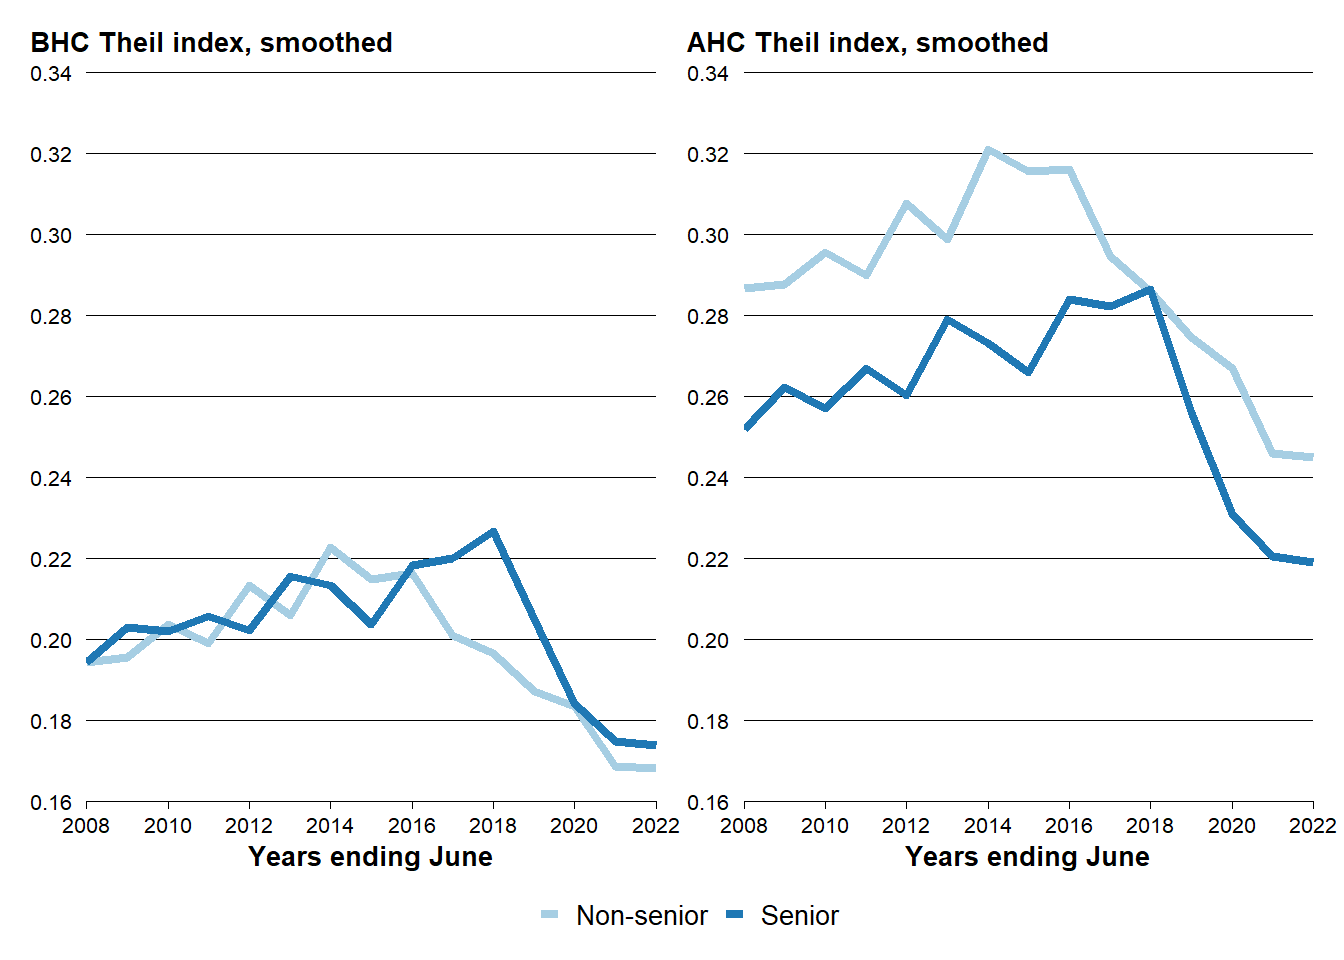 BHC Theil index, smoothed
0.34
0.32
0.30
0.28
0.26
0.24
0.22
0.20
0.18
0.16
2008 2010 2012 2014 2016 2018 2020 2022
Years ending June
AHC Theil index, smoothed
0.34
0.32
0.30
0.28
0.26
0.24
0.22
0.20
0.18
0.16
2008 2010 2012 2014 2016 2018 2020 2022
Years ending June
Non-senior Senior